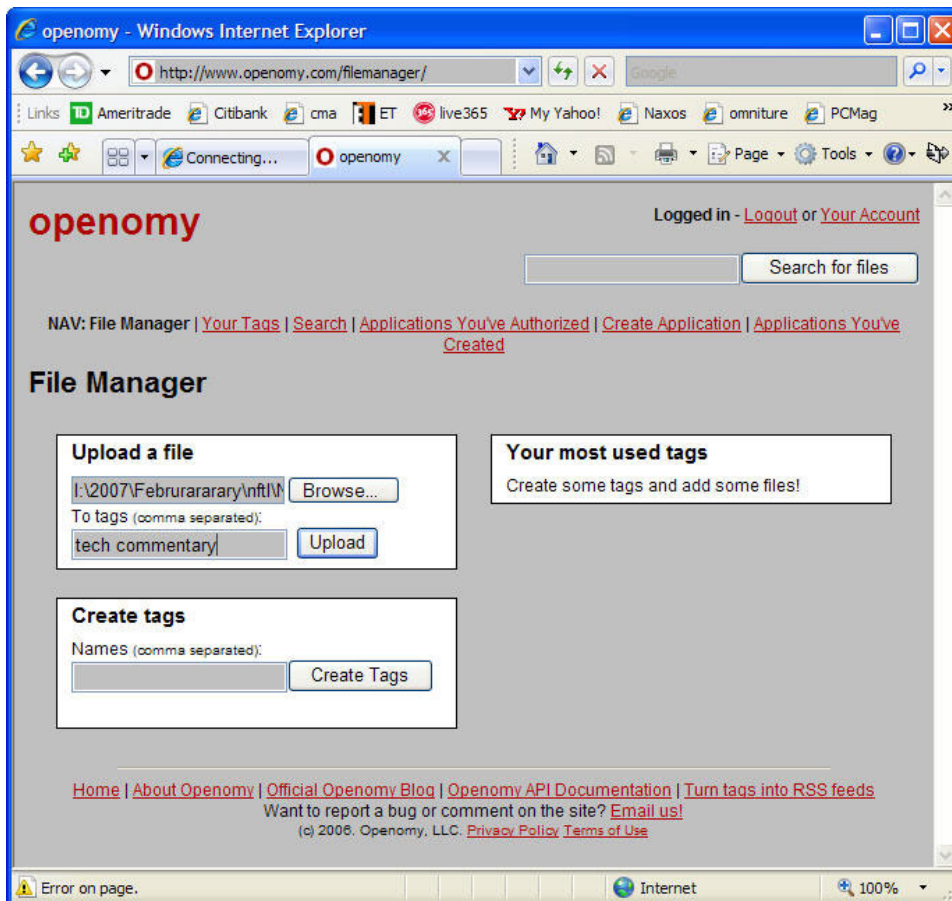 openomy - Windows Internet Explorer
http://www.openomy.com/filemanager/
Google
Links TD Ameritrade Citibank cma ET live365 My Yahoo! Naxos omniture PCMag »
Connecting... openomy x Page Tools
openomy
Logged in - Logout or Your Account
Search for files
NAV: File Manager | Your Tags | Search | Applications You've Authorized | Create Application | Applications You've
Created
File Manager
Upload a file
I:\2007\Februrararary\nftl\N Browse...
To tags (comma separated):
tech commentary Upload
Your most used tags
Create some tags and add some files!
Create tags
Names (comma separated):
Create Tags
Home | About Openomy | Official Openomy Blog | Openomy API Documentation | Turn tags into RSS feeds
Want to report a bug or comment on the site? Email us!
(c) 2006. Openomy, LLC. Privacy Policy Terms of Use
Error on page. Internet 100%